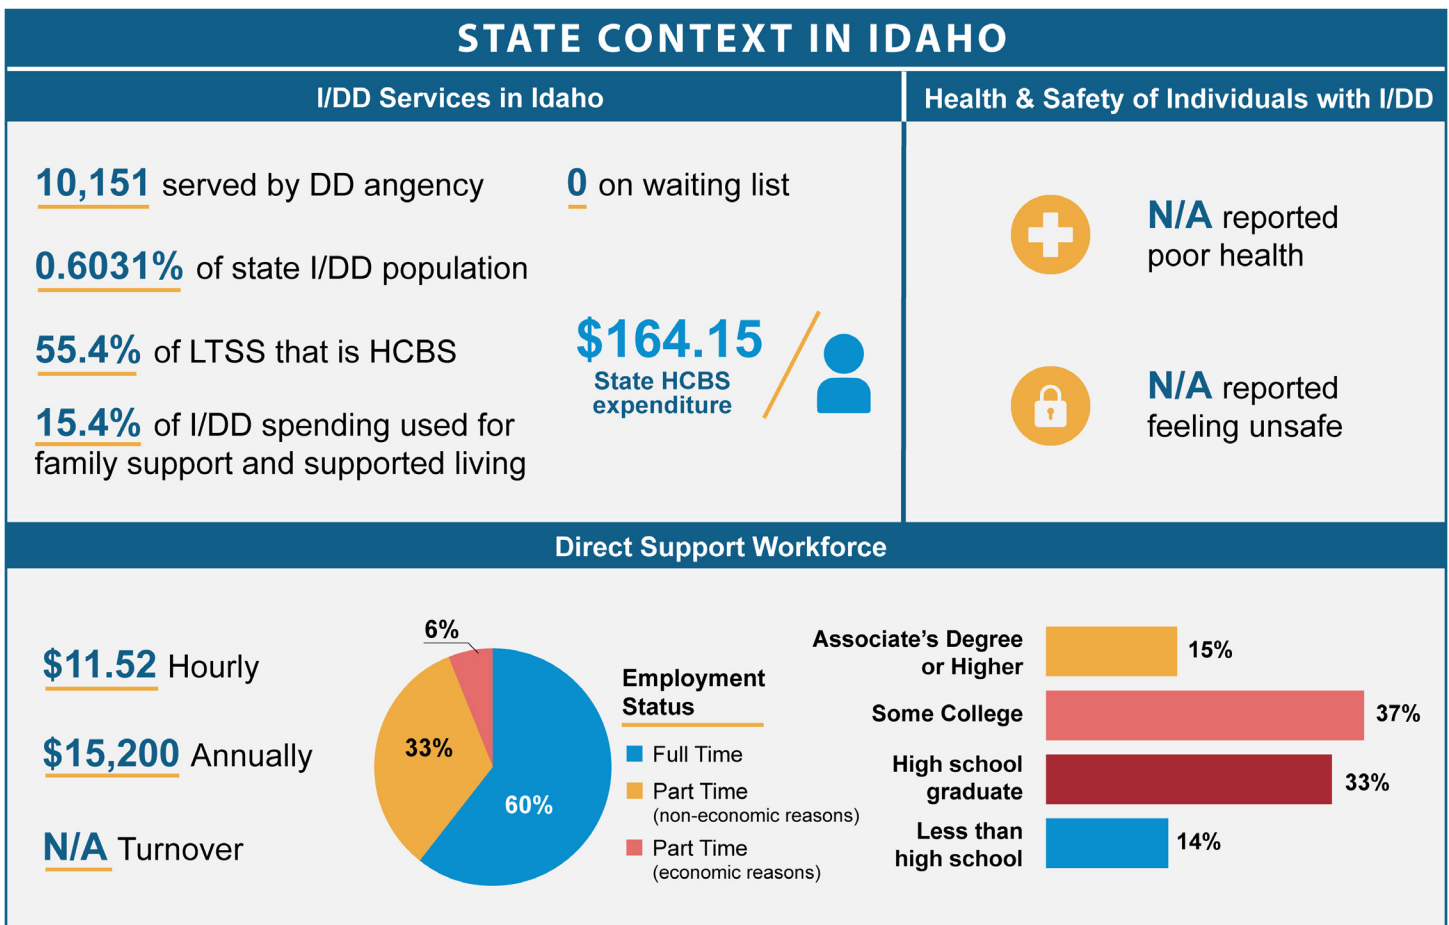 STATE CONTEXT IN IDAHO
I/DD Services in Idaho
10,151 served by DD angency
0 on waiting list
0.6031% of state I/DD population
55.4% of LTSS that is HCBS
15.4% of I/DD spending used for
family support and supported living
$164.15
State HCBS
expenditure
Health & Safety of Individuals with I/DD
N/A reported
poor health
N/A reported
feeling unsafe
Direct Support Workforce
$11.52 Hourly
$15,200 Annually
N/A Turnover
6%
33%
60%
Employment
Status
Full Time
Part Time
(non-economic reasons)
Part Time
(economic reasons)
Associate's Degree
or Higher
15%
Some College
37%
High school
graduate
33%
Less than
high school
14%